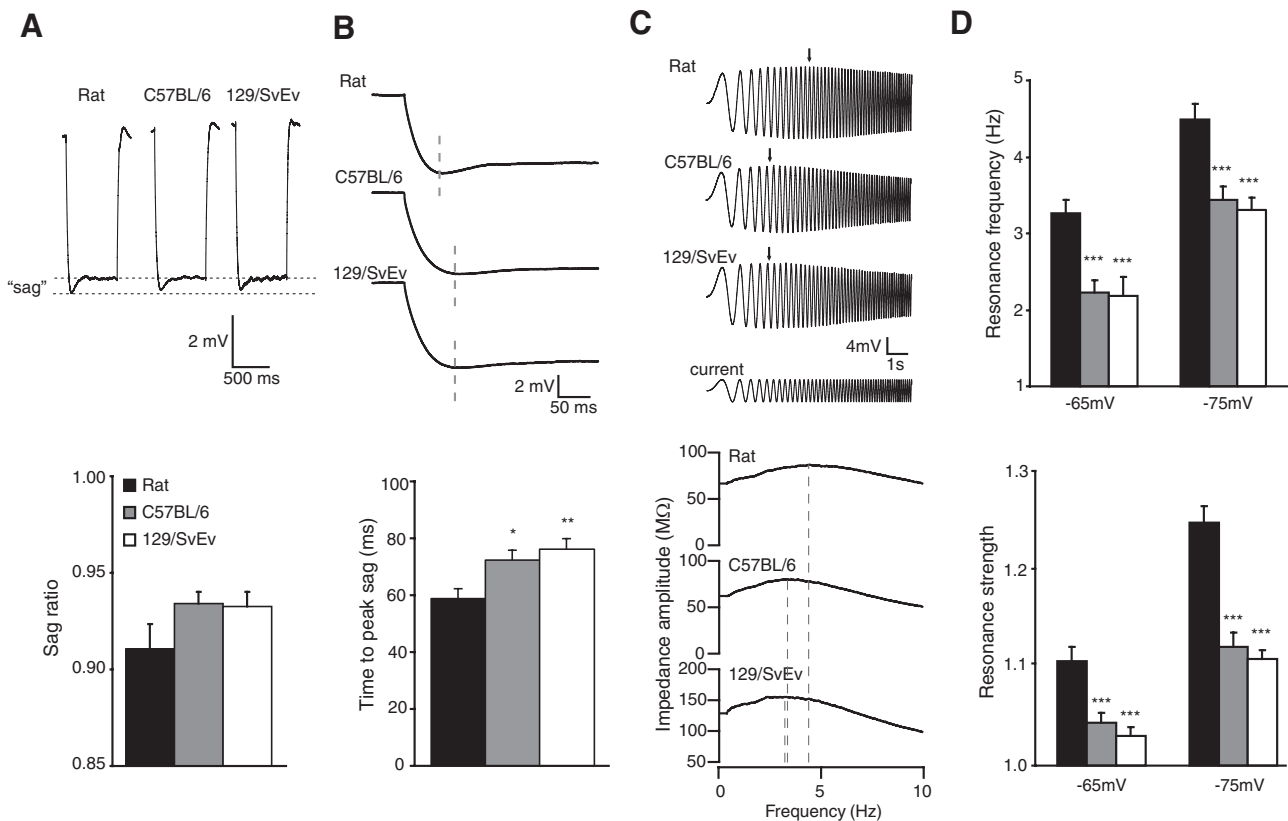 A
Rat
C57BL/6
129/SvEv
"sag"
2 mV
500 ms
1.00
0.95
0.90
0.85
Sag ratio
Rat
C57BL/6
129/SvEv
B
Rat
C57BL/6
129/SvEv
2 mV
50 ms
100
80
60
40
20
0
Time to peak sag (ms)
*
**
C
Rat
C57BL/6
129/SvEv
4mV
1s
current
Impedance amplitude (MΩ)
100
50
0
Rat
100
50
0
C57BL/6
200
150
100
50
129/SvEv
0
5
10
Frequency (Hz)
D
5
4
3
2
1
Resonance frequency (Hz)
***
***
***
***
-65mV
-75mV
1.3
1.2
1.1
1.0
Resonance strength
***
***
***
***
-65mV
-75mV